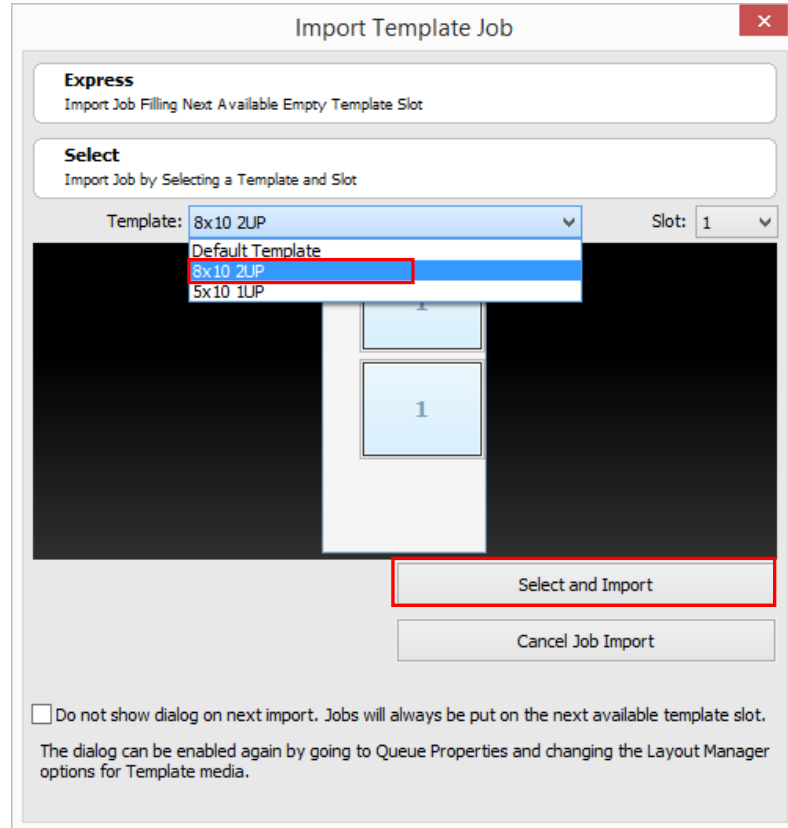 Import Template Job
Express
Import Job Filling Next Available Empty Template Slot
Select
Import Job by Selecting a Template and Slot
Template: 8x10 2UP Slot: 1
Default Template
8x10 2UP
5x10 1UP
1
1
Select and Import
Cancel Job Import
Do not show dialog on next import. Jobs will always be put on the next available template slot.
The dialog can be enabled again by going to Queue Properties and changing the Layout Manager
options for Template media.